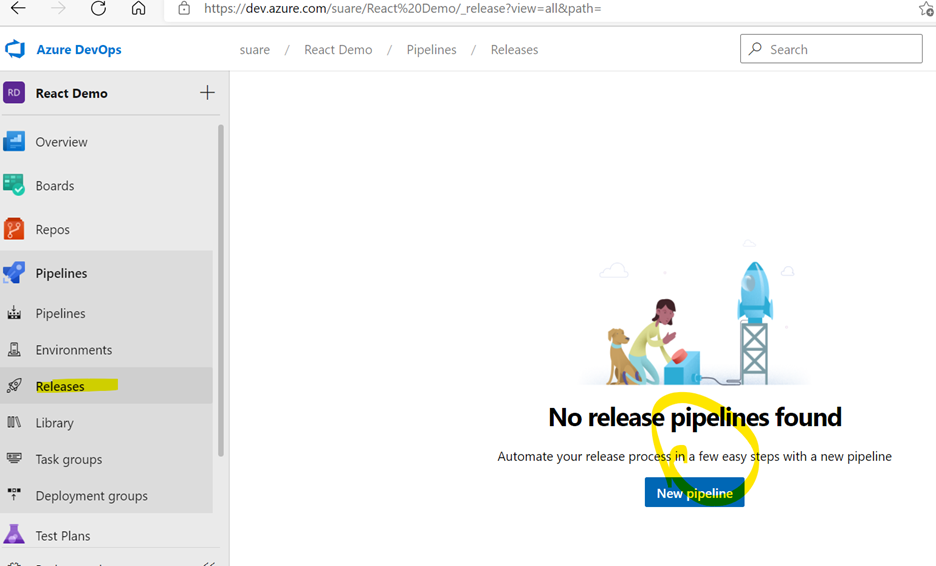 https://dev.azure.com/suare/React%20Demo/_release?view=all&path=
Azure DevOps
suare / React Demo / Pipelines / Releases
Search
RD React Demo
Overview
Boards
Repos
Pipelines
Pipelines
Environments
Releases
Library
Task groups
Deployment groups
Test Plans
No release pipelines found
Automate your release process in a few easy steps with a new pipeline
New pipeline